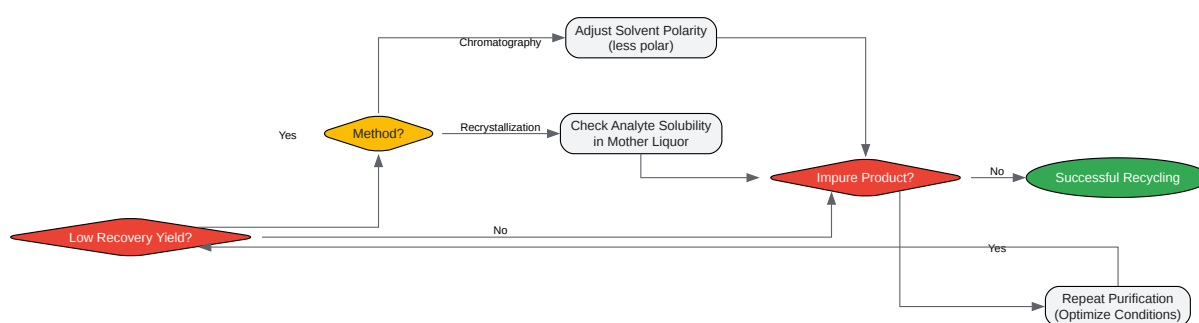 Adjust Solvent Polarity
(less polar)
Chromatography
Yes
Method?
Recrystallization
Check Analyte Solubility
in Mother Liquor
Impure Product?
No
Successful Recycling
Low Recovery Yield?
No
Yes
Repeat Purification
(Optimize Conditions)